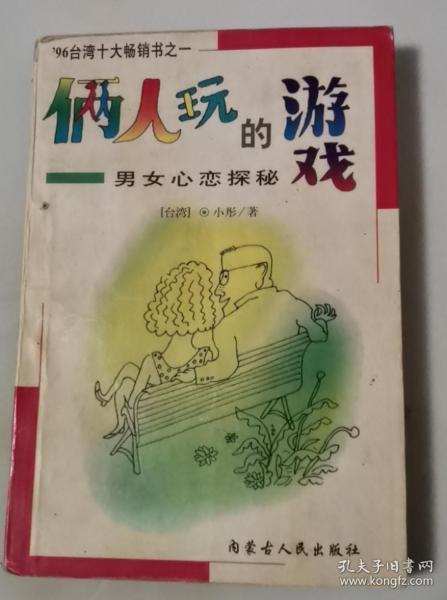 '96台湾十大畅销书之一
俩人玩的游戏
——男女心恋探秘
[台湾]⊙小彤/著
内蒙古人民出版社
孔夫子旧书网
www.kongfz.com